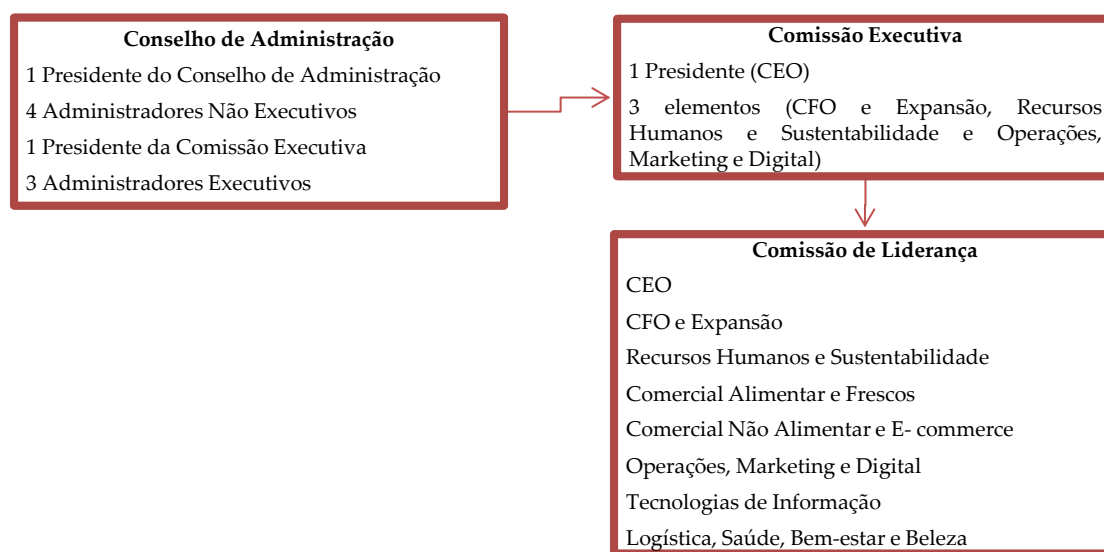 Conselho de Administração
1 Presidente do Conselho de Administração
4 Administradores Não Executivos
1 Presidente da Comissão Executiva
3 Administradores Executivos
Comissão Executiva
1 Presidente (CEO)
3 elementos (CFO e Expansão, Recursos
Humanos e Sustentabilidade e Operações,
Marketing e Digital)
Comissão de Liderança
CEO
CFO e Expansão
Recursos Humanos e Sustentabilidade
Comercial Alimentar e Frescos
Comercial Não Alimentar e E- commerce
Operações, Marketing e Digital
Tecnologias de Informação
Logística, Saúde, Bem-estar e Beleza